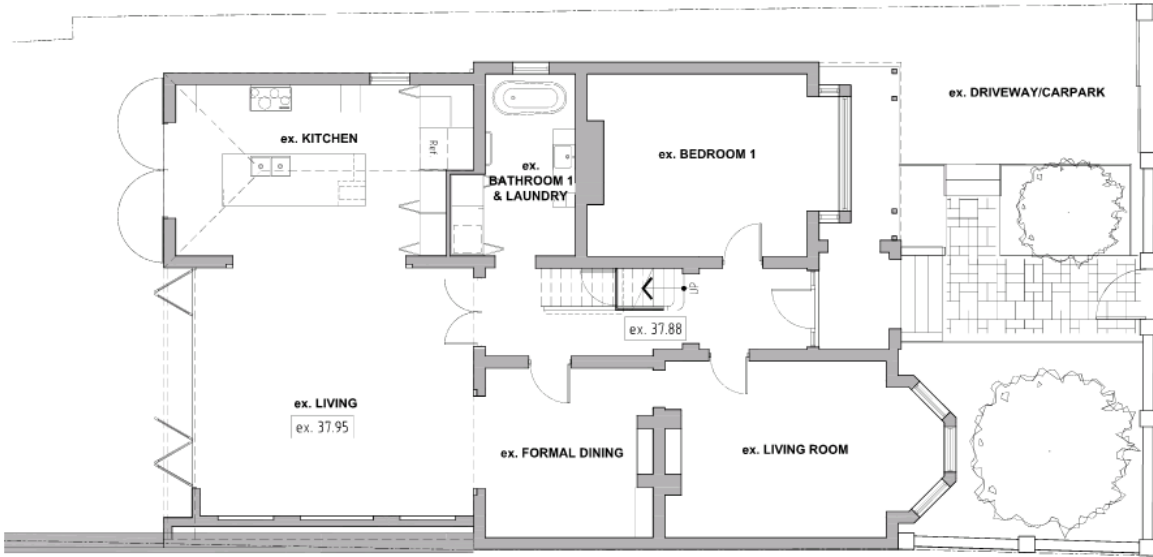 ex. DRIVEWAY/CARPARK
ex. KITCHEN
Ref
ex.
BATHROOM 1
& LAUNDRY
ex. BEDROOM 1
UP
ex. 37.88
ex. LIVING
ex. 37.95
ex. FORMAL DINING
ex. LIVING ROOM